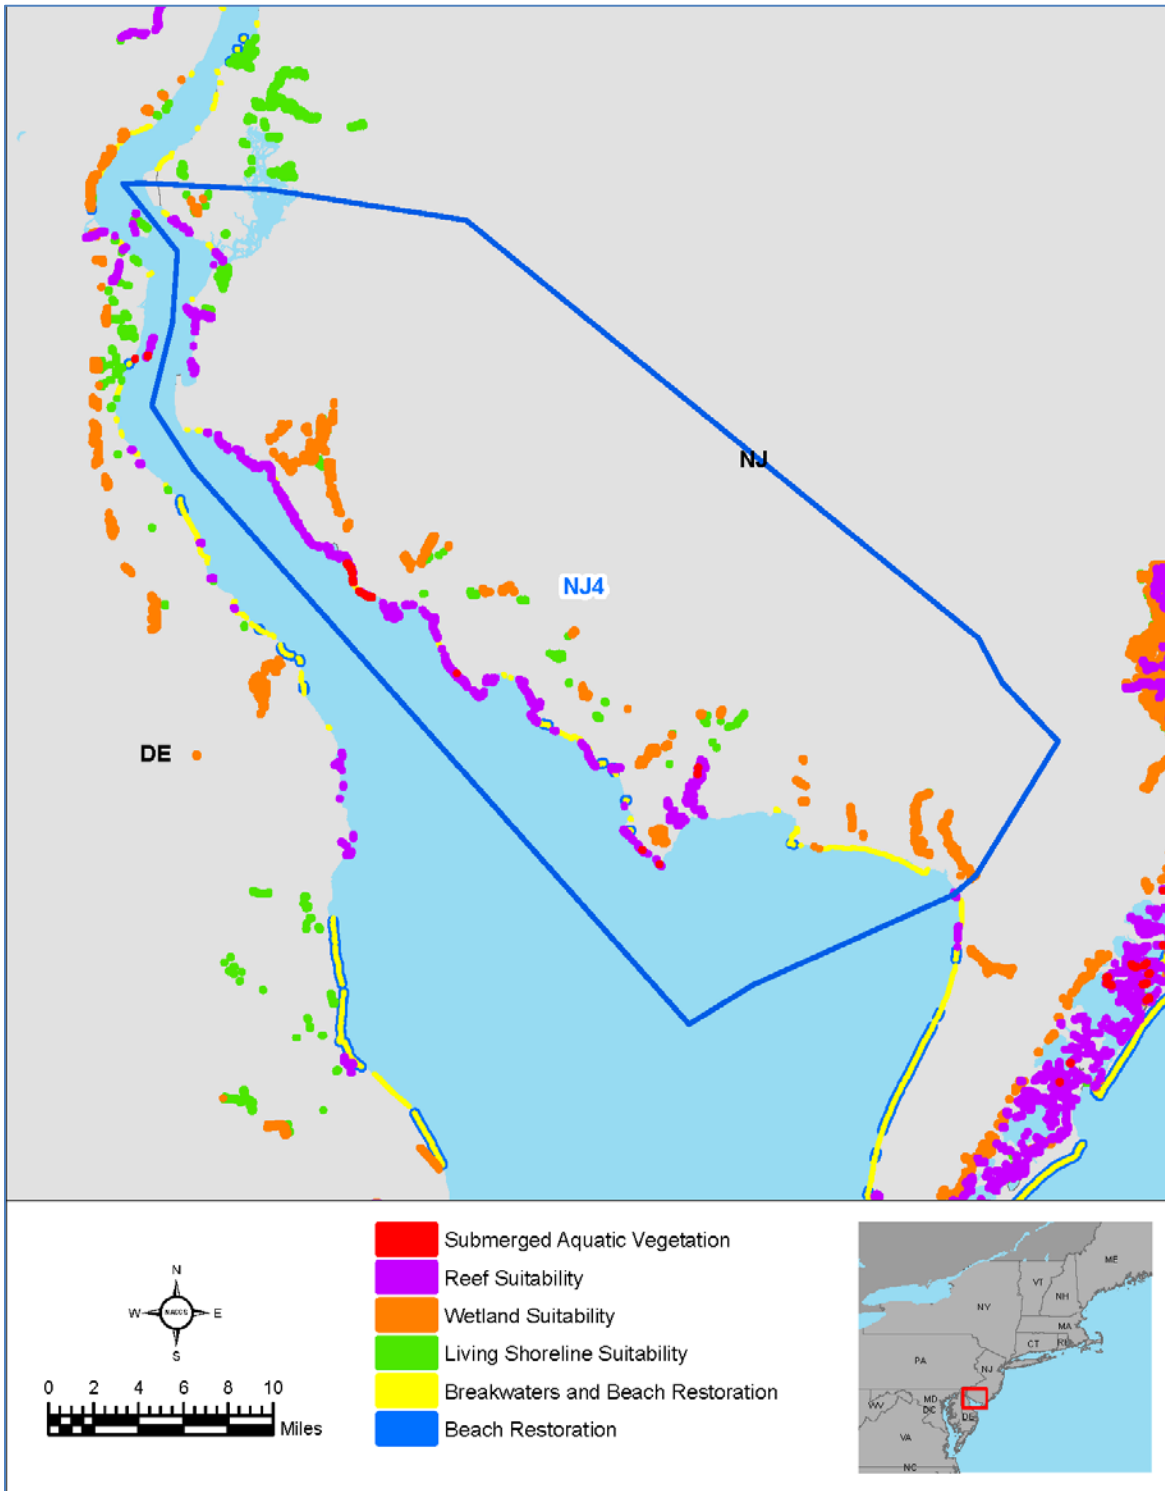 NJ
NJ4
DE
Submerged Aquatic Vegetation
Reef Suitability
Wetland Suitability
Living Shoreline Suitability
Breakwaters and Beach Restoration
Beach Restoration
N
W E
S
0 2 4 6 8 10
Miles
ME
VT
NH
NY
MA
CT RI
PA
NJ
MD
DC
DE
WV
VA
NC